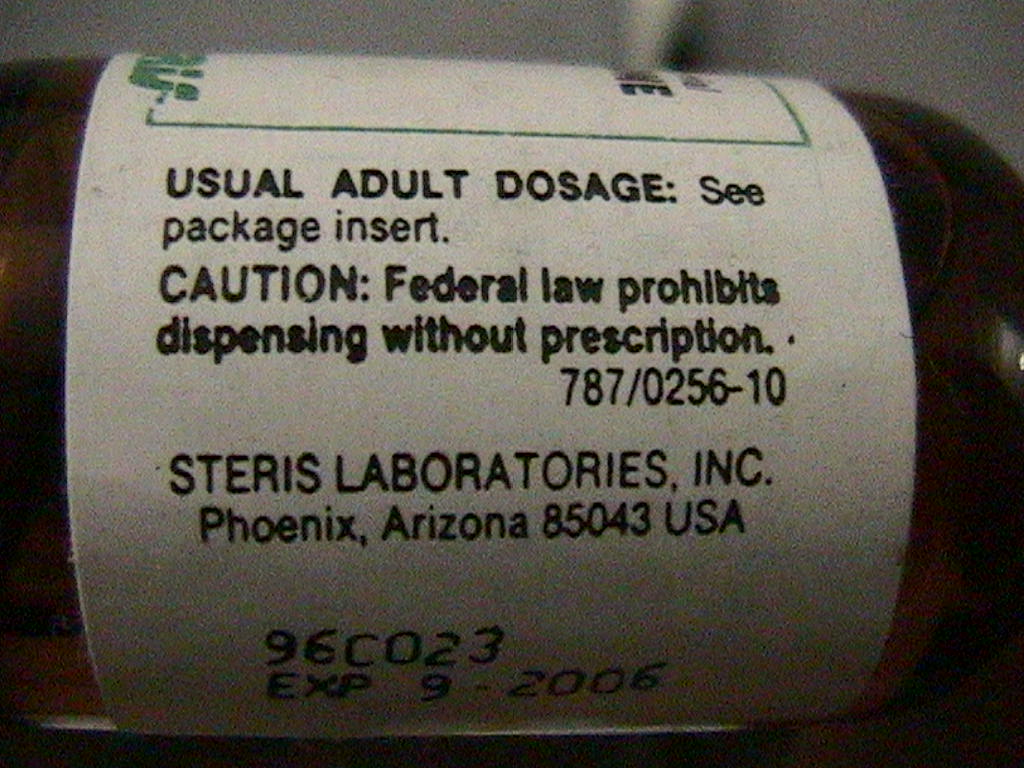 USUAL ADULT DOSAGE: See
package insert.
CAUTION: Federal law prohibits
dispensing without prescription.
787/0256-10
STERIS LABORATORIES, INC.
Phoenix, Arizona 85043 USA
96C023
EXP 9-2006